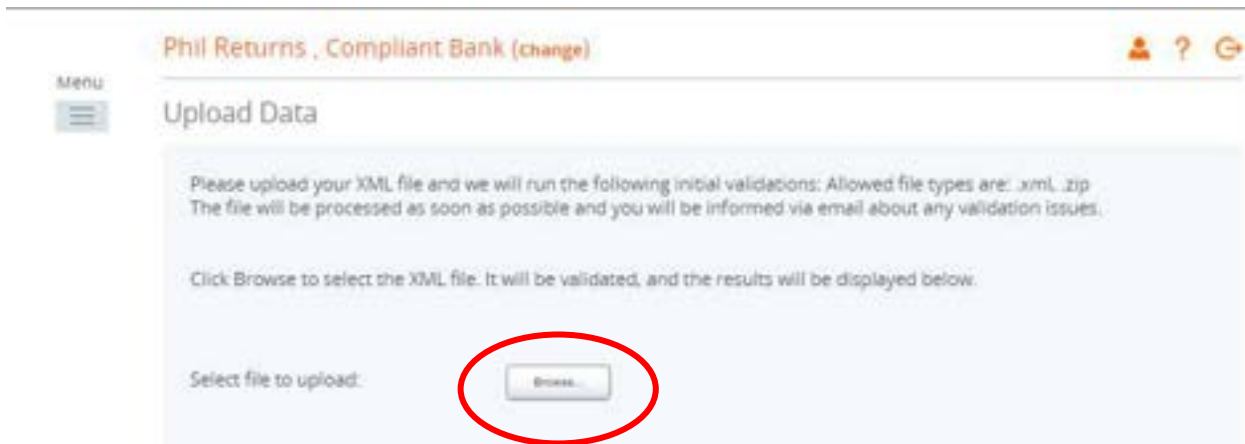 Phil Returns , Compliant Bank (Change)
?
Menu
Upload Data
Please upload your XML file and we will run the following initial validations: Allowed file types are: .xml, .zip
The file will be processed as soon as possible and you will be informed via email about any validation issues.
Click Browse to select the XML file. It will be validated, and the results will be displayed below.
Select file to upload: Browse...